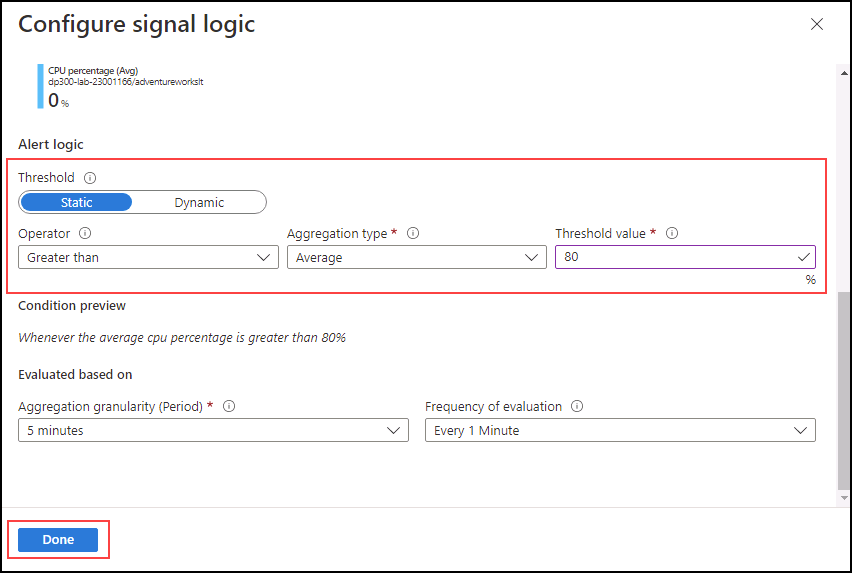 Configure signal logic
CPU percentage (Avg)
dp300-lab-23001166/adventureworkslt
0 %
Alert logic
Threshold
Static Dynamic
Operator Aggregation type * Threshold value *
Greater than Average 80
%
Condition preview
Whenever the average cpu percentage is greater than 80%
Evaluated based on
Aggregation granularity (Period) * Frequency of evaluation
5 minutes Every 1 Minute
Done